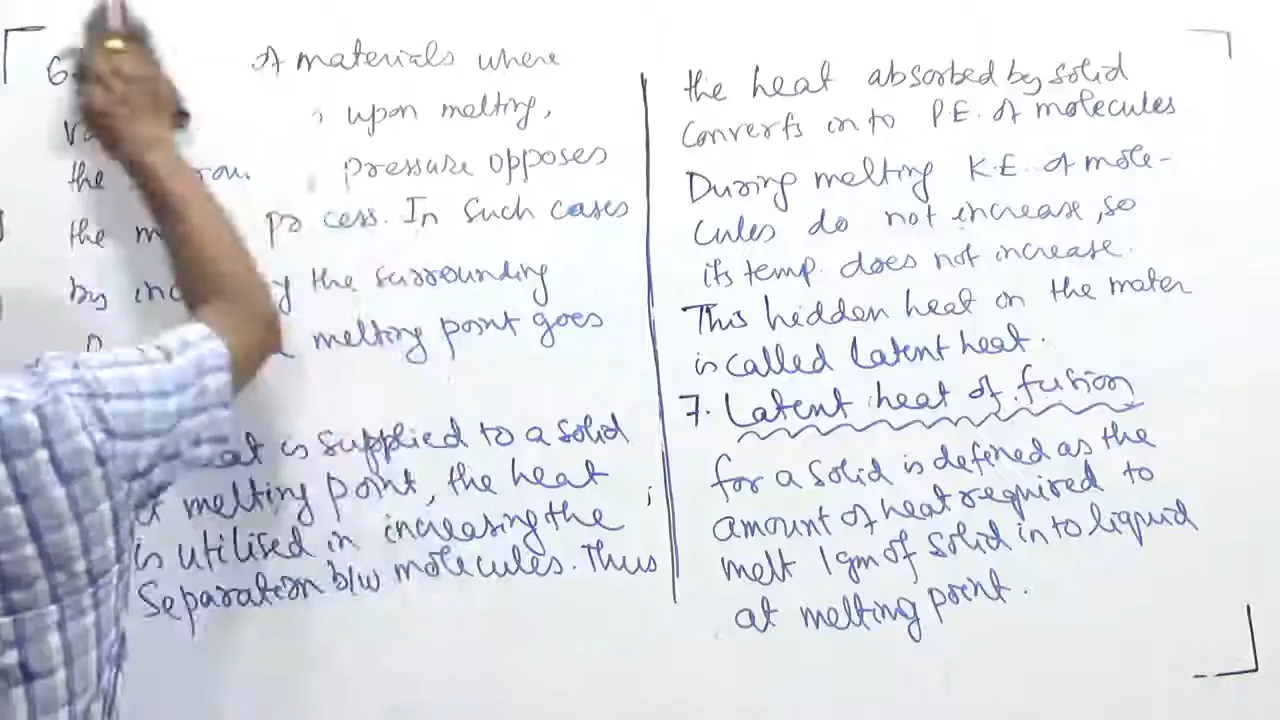 6.
of materials where
upon melting,
the pressure opposes
the In Such cases
by the surrounding
melting point goes
is supplied to a solid
melting point, the heat
is utilised in increasing the
Separation b/w molecules. Thus
the heat absorbed by solid
Converts in to P.E. of molecules
During melting K.E. of mole-
cules do not increase, so
its temp. does not increase.
This hidden heat in the mater
is called latent heat.
7. Latent heat of fusion
for a solid is defined as the
amount of heat required to
melt 1gm of solid in to liquid
at melting point.